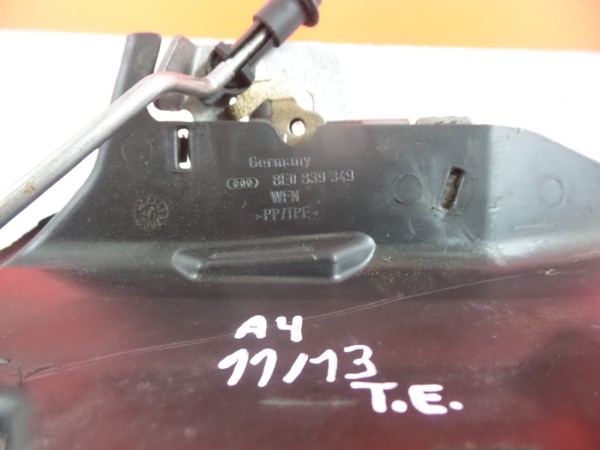 Germany
8E0 839 349
WFN
>PP/TPE<
A4
11/13
T.E.